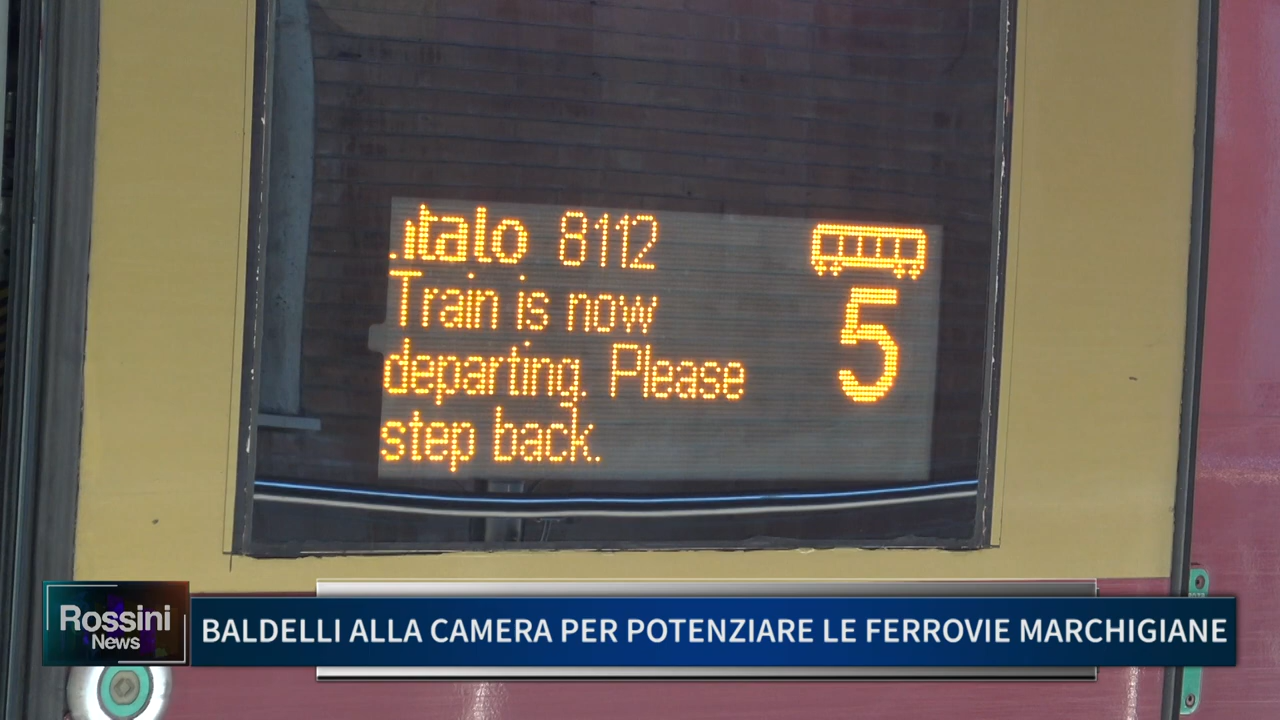 .italo 8112
Train is now
departing. Please
step back.
5
Rossini
News
BALDELLI ALLA CAMERA PER POTENZIARE LE FERROVIE MARCHIGIANE